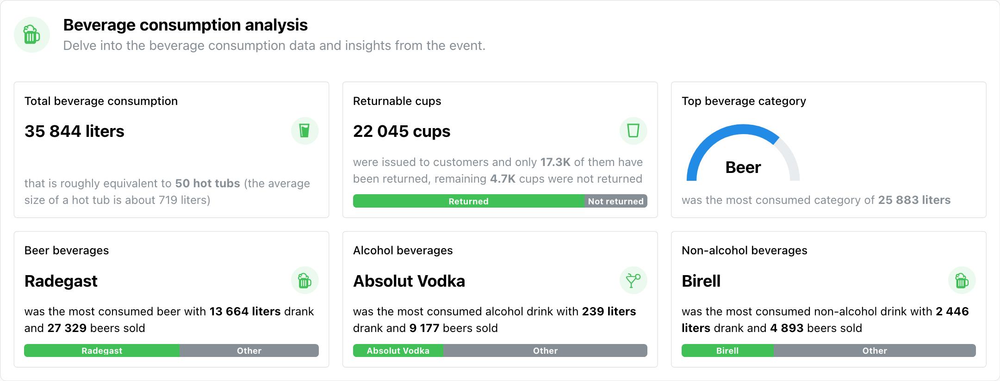 Beverage consumption analysis
Delve into the beverage consumption data and insights from the event.
Total beverage consumption
35 844 liters
that is roughly equivalent to 50 hot tubs (the average
size of a hot tub is about 719 liters)
Returnable cups
22 045 cups
were issued to customers and only 17.3K of them have
been returned, remaining 4.7K cups were not returned
Returned
Not returned
Top beverage category
Beer
was the most consumed category of 25 883 liters
Beer beverages
Radegast
was the most consumed beer with 13 664 liters drank
and 27 329 beers sold
Radegast
Other
Alcohol beverages
Absolut Vodka
was the most consumed alcohol drink with 239 liters
drank and 9 177 beers sold
Absolut Vodka
Other
Non-alcohol beverages
Birell
was the most consumed non-alcohol drink with 2 446
liters drank and 4 893 beers sold
Birell
Other